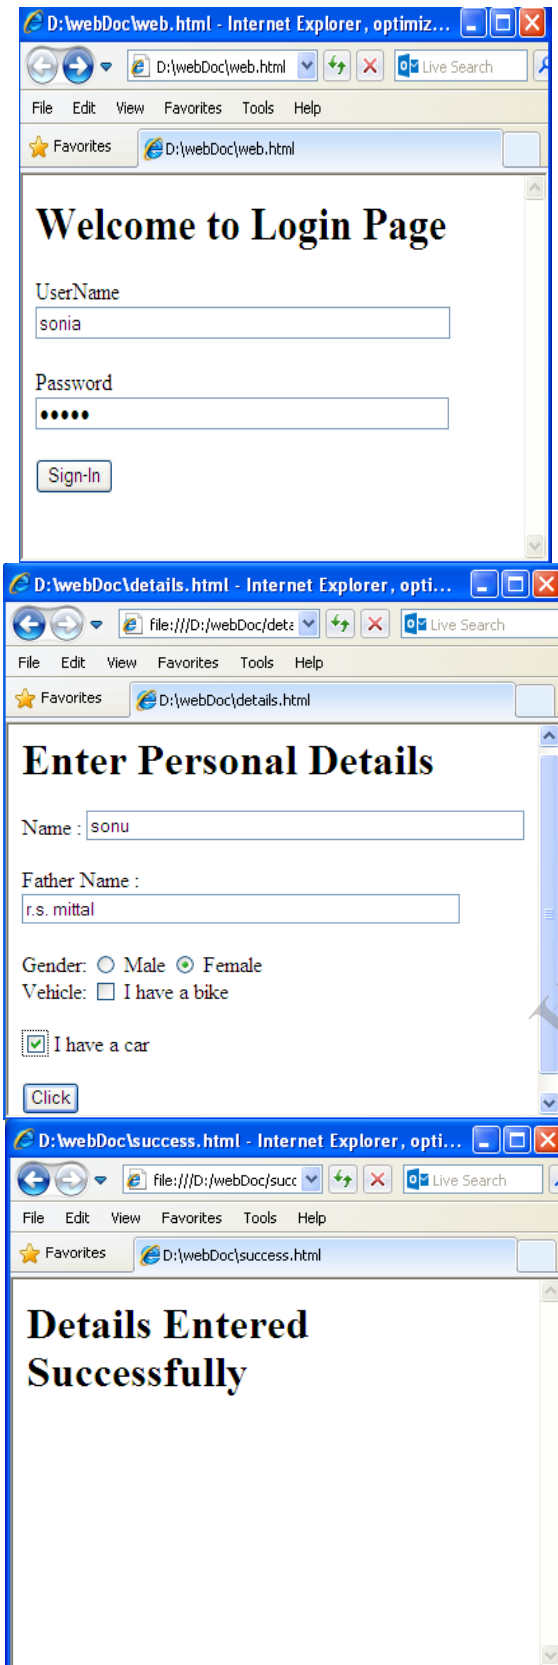 D:\webDoc\web.html - Internet Explorer, optimiz...
D:\webDoc\web.html
Live Search
File Edit View Favorites Tools Help
Favorites
D:\webDoc\web.html
Welcome to Login Page
UserName
sonia
Password
•••••
Sign-In
D:\webDoc\details.html - Internet Explorer, opti...
file:///D:/webDoc/deta
Live Search
File Edit View Favorites Tools Help
Favorites
D:\webDoc\details.html
Enter Personal Details
Name : sonu
Father Name :
r.s. mittal
Gender: Male Female
Vehicle: I have a bike
I have a car
Click
D:\webDoc\success.html - Internet Explorer, opti...
file:///D:/webDoc/succ
Live Search
File Edit View Favorites Tools Help
Favorites
D:\webDoc\success.html
Details Entered
Successfully